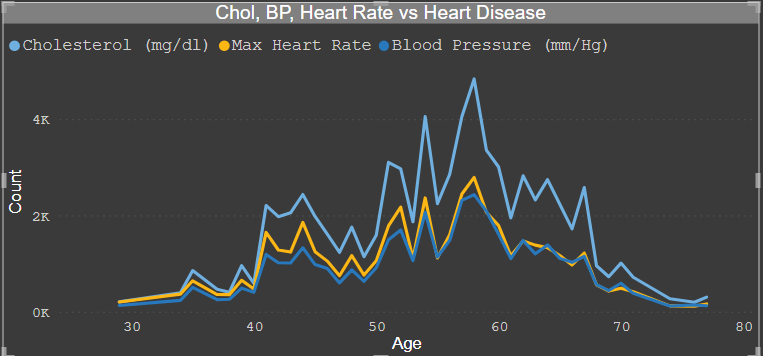 Chol, BP, Heart Rate vs Heart Disease
Cholesterol (mg/dl) Max Heart Rate Blood Pressure (mm/Hg)
4K
2K
0K
Count
30 40 50 60 70 80
Age